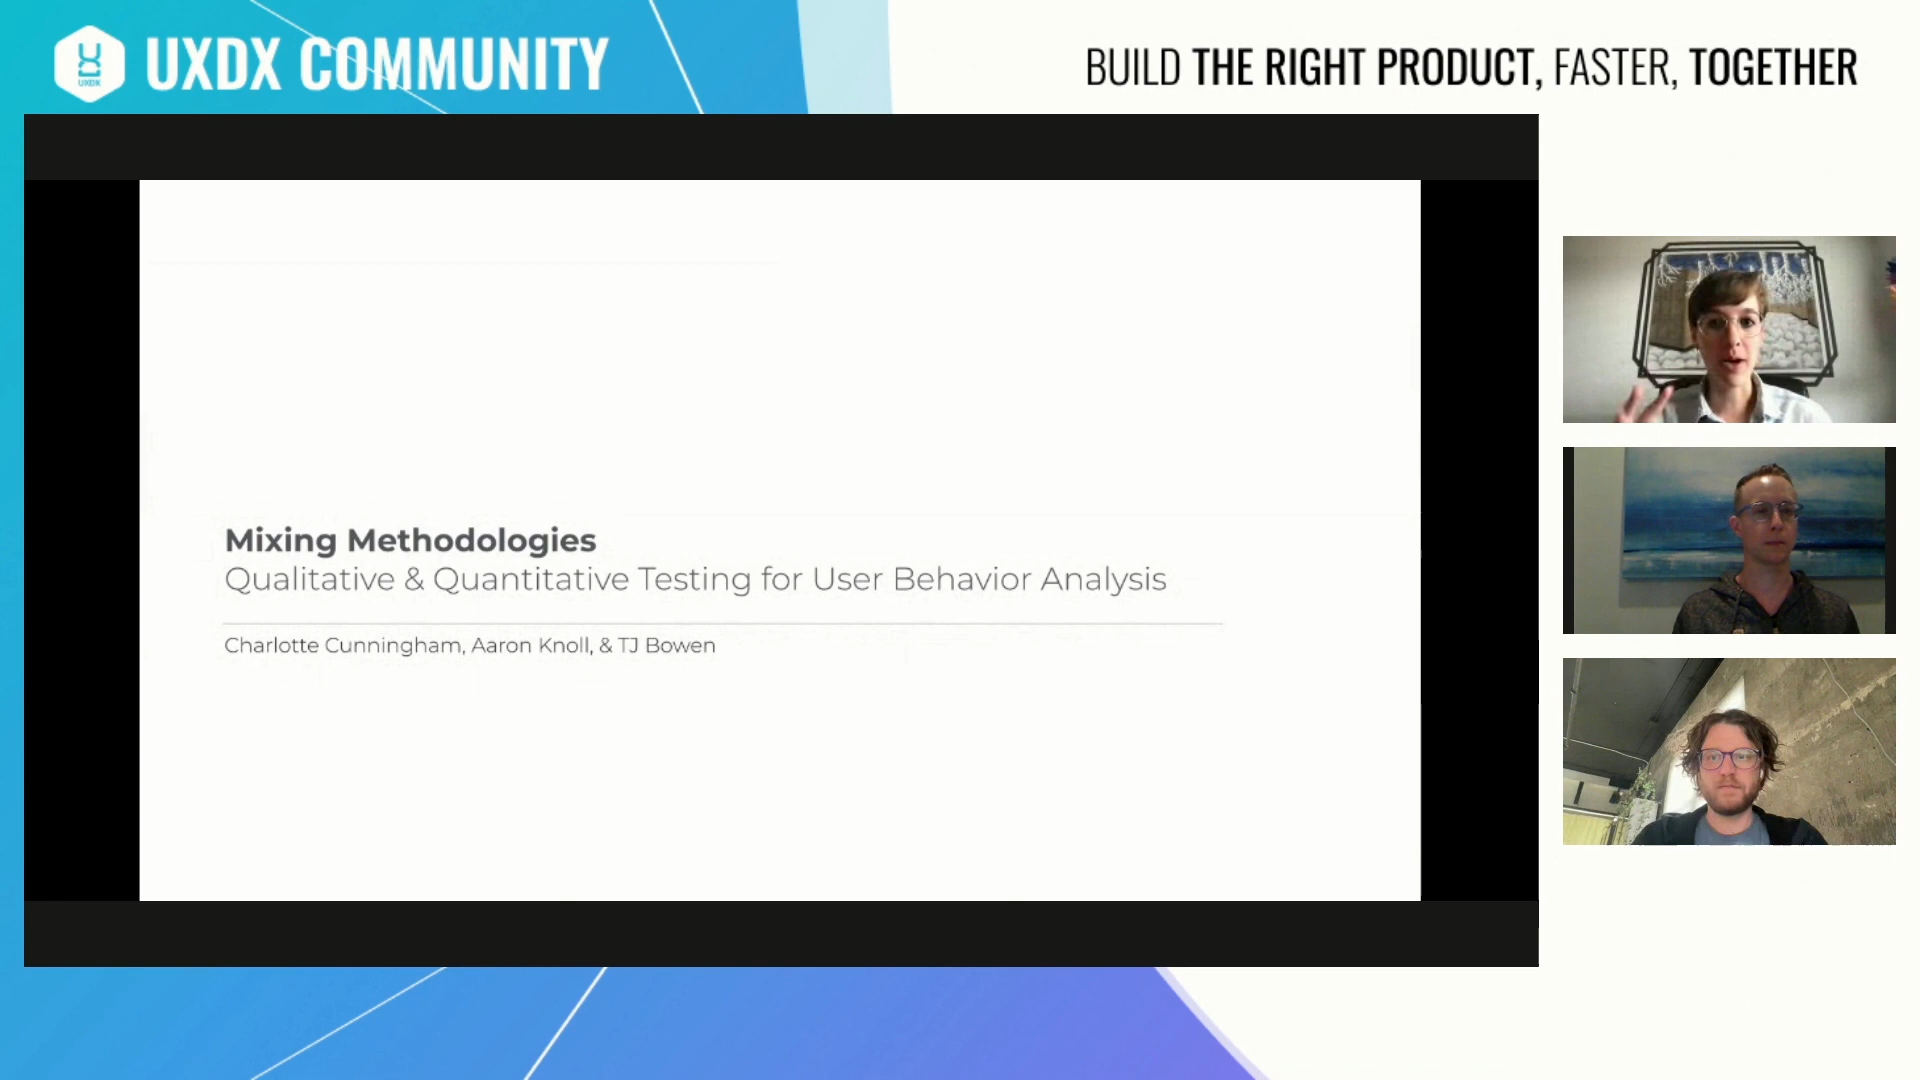 UXDX
UXDX COMMUNITY
BUILD THE RIGHT PRODUCT, FASTER, TOGETHER
Mixing Methodologies
Qualitative & Quantitative Testing for User Behavior Analysis
Charlotte Cunningham, Aaron Knoll, & TJ Bowen